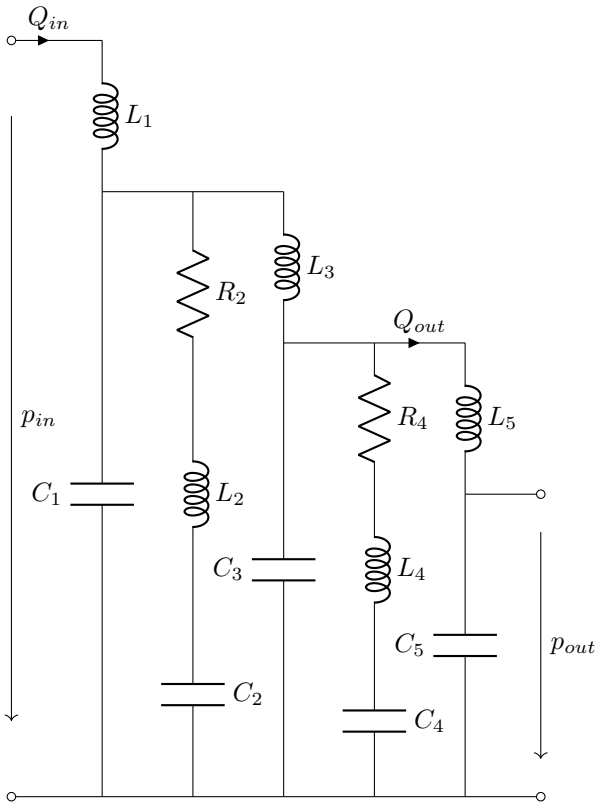 Q_in
L_1
L_3
R_2
Q_out
p_in
R_4
L_5
C_1
L_2
C_3
L_4
C_5
p_out
C_2
C_4